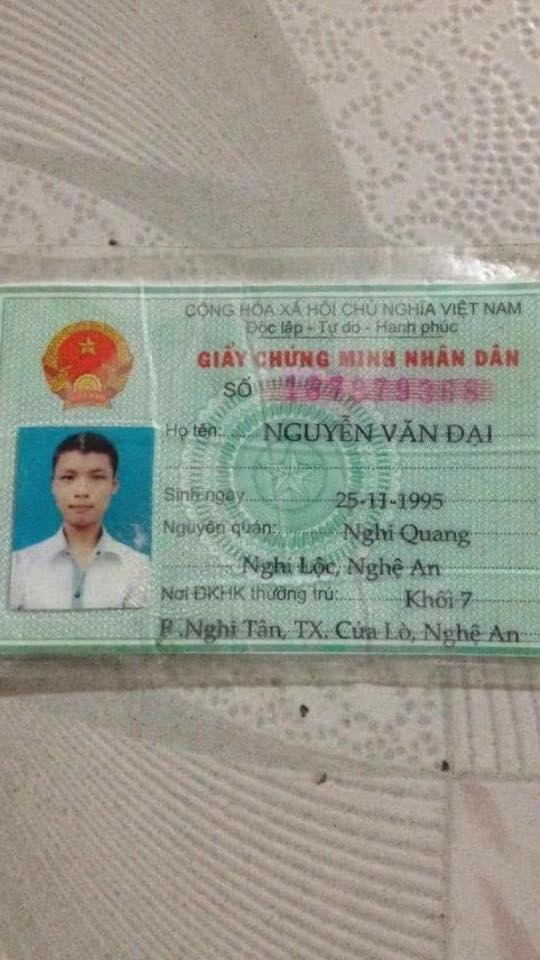 CỘNG HÒA XÃ HỘI CHỦ NGHĨA VIỆT NAM
Độc lập - Tự do - Hạnh phúc
GIẤY CHỨNG MINH NHÂN DÂN
SỐ
Họ tên: NGUYỄN VĂN ĐẠI
Sinh ngày 25-11-1995
Nguyên quán: Nghi Quang
Nghi Lộc, Nghệ An
Nơi ĐKHK thường trú: Khối 7
P.Nghi Tân, TX. Cửa Lò, Nghệ An